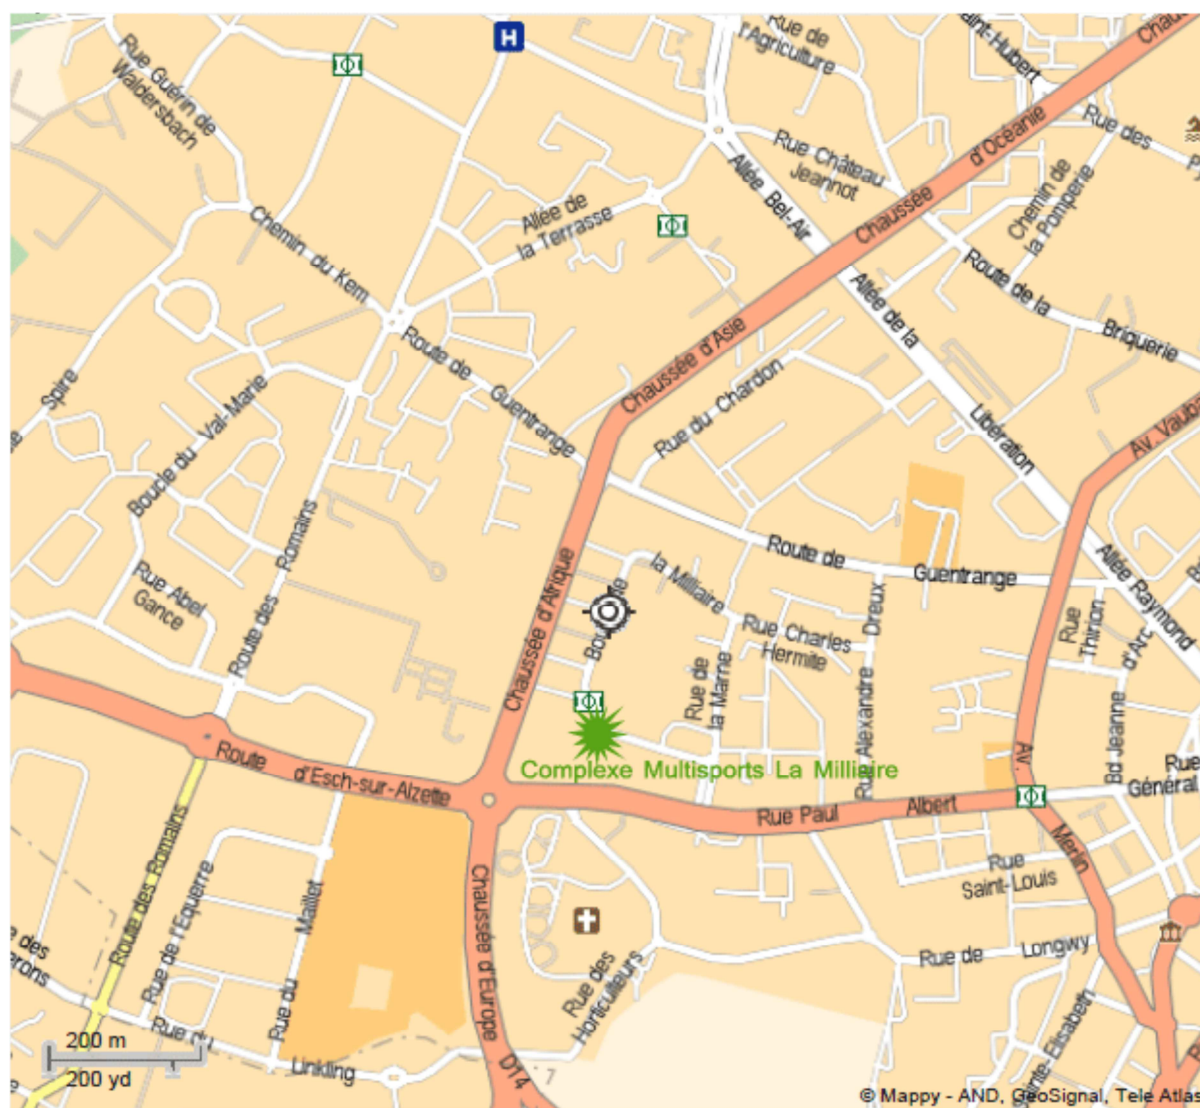 Rue Guérin de
Waldersbach
H
Rue de
l'Agriculture
Saint-Hubert
d'Océanie
Rue des
Rue Château
Jeannot
Allée Bel-Air
Chemin de
la Pomperie
Chaussée
Allée de
la Terrasse
Chemin du Kem
Route de la
Briquerie
Allée de la
Libération
Chaussée d'Asie
Route de
Guentrange
Rue du Chardon
Spire
Boucle du Val-Marie
Av.
Route des Romains
Rue Abel
Gance
Chaussée d'Afrique
la Milliaire
Route de
Guentrange
Allée Raymond
Rue Charles
Hermite
Rue de
la Marne
Rue Alexandre Dreux
Rue
Thirion
Bd Jeanne d'Arc
Rue
Général
Route d'Esch-sur-Alzette
Complexe Multisports La Milliaire
Rue Paul Albert
Av. Merlin
Rue
Saint-Louis
Route des Romains
Rue de l'Equerre
Rue du Maillet
Chaussée d'Europe
Rue des
Horticulteurs
Rue de Longwy
des
Rue du Linkling
D14
7
200 m
200 yd
© Mappy - AND, GeoSignal, Tele Atlas